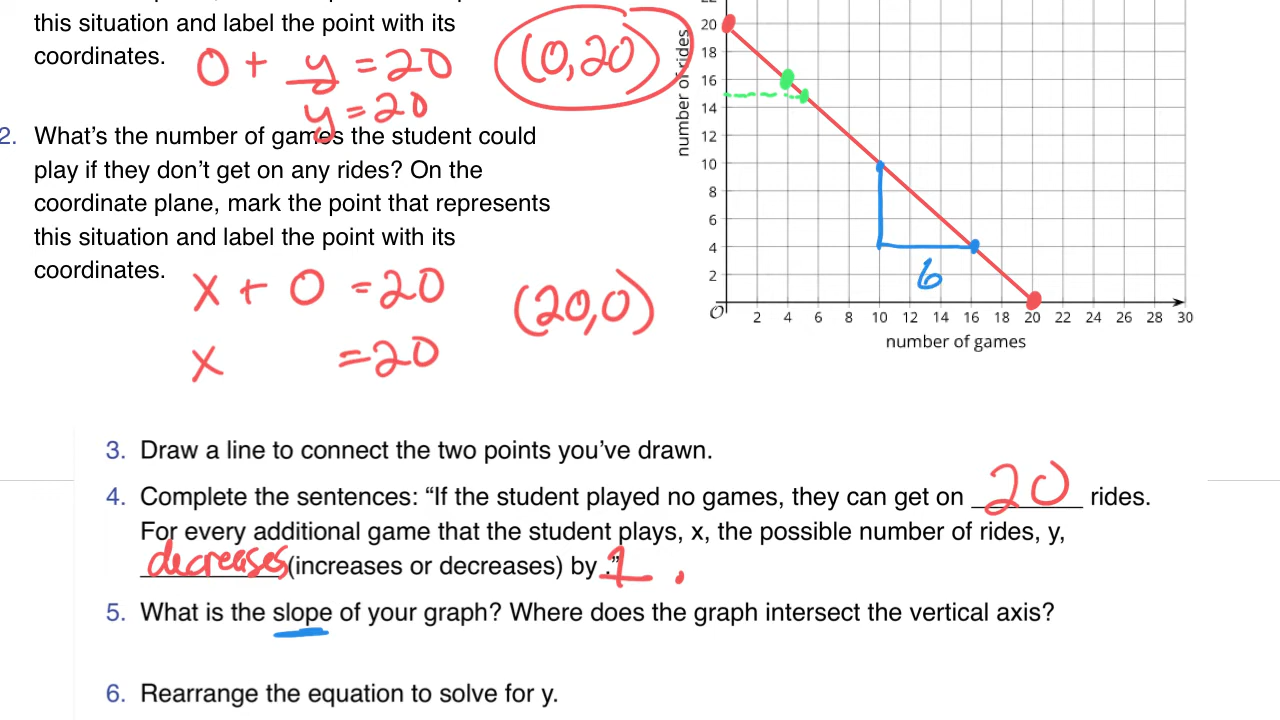 this situation and label the point with its
coordinates.
0 + y = 20
y = 20
(0,20)
2. What's the number of games the student could
play if they don't get on any rides? On the
coordinate plane, mark the point that represents
this situation and label the point with its
coordinates.
x + 0 = 20
x = 20
(20,0)
number of rides
20
18
16
14
12
10
8
6
4
2
6
0 2 4 6 8 10 12 14 16 18 20 22 24 26 28 30
number of games
3. Draw a line to connect the two points you've drawn.
4. Complete the sentences: “If the student played no games, they can get on 20 rides.
For every additional game that the student plays, x, the possible number of rides, y,
decreases (increases or decreases) by 1 .”
5. What is the slope of your graph? Where does the graph intersect the vertical axis?
6. Rearrange the equation to solve for y.